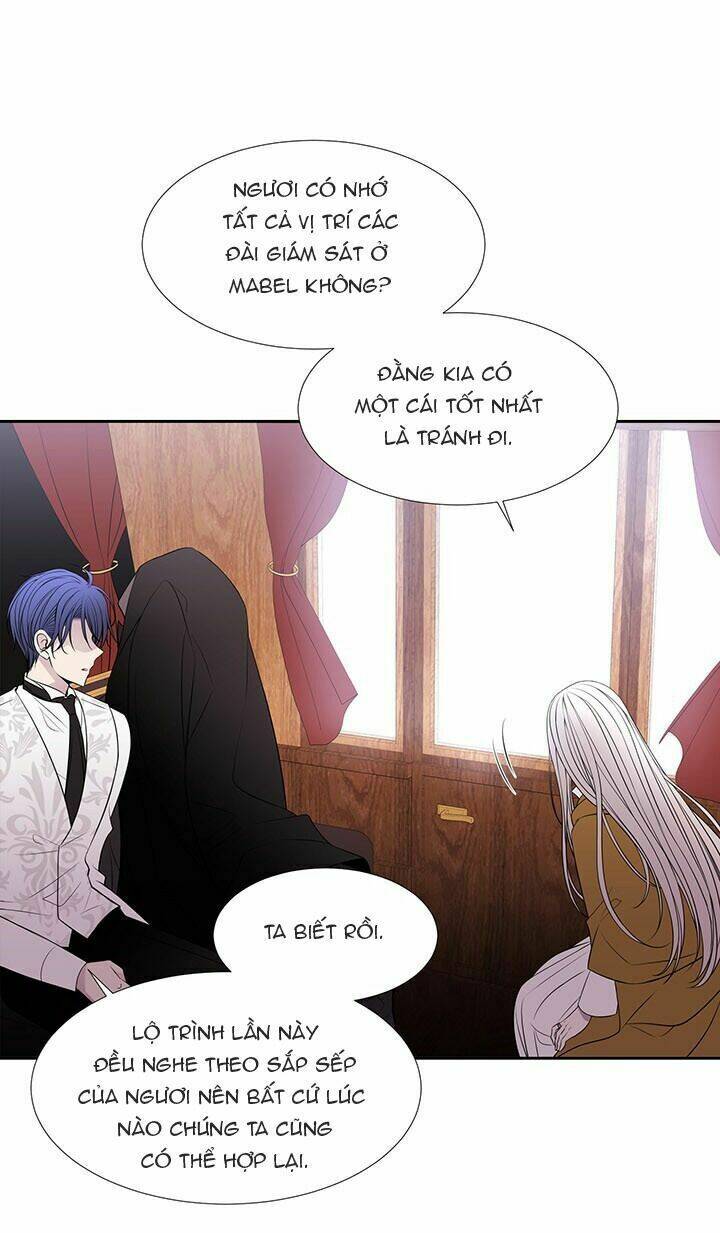 NGƯƠI CÓ NHỚ
TẤT CẢ VỊ TRÍ CÁC
ĐÀI GIÁM SÁT Ở
MABEL KHÔNG?
ĐẰNG KIA CÓ
MỘT CÁI TỐT NHẤT
LÀ TRÁNH ĐI.
TA BIẾT RỒI.
LỘ TRÌNH LẦN NÀY
ĐỀU NGHE THEO SẮP SẾP
CỦA NGƯƠI NÊN BẤT CỨ LÚC
NÀO CHÚNG TA CŨNG
CÓ THỂ HỢP LẠI.